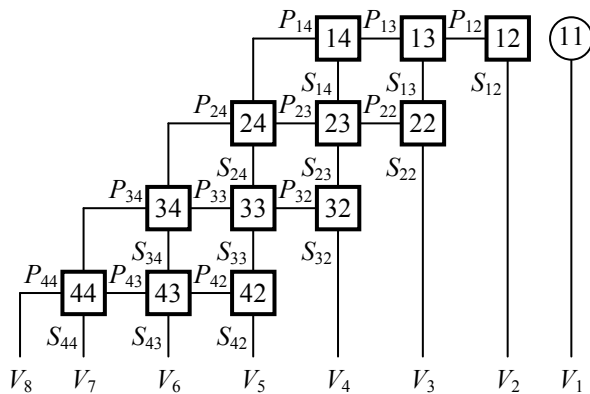 P₁₄ 14 P₁₃ 13 P₁₂ 12 11
S₁₄ S₁₃ S₁₂
P₂₄ 24 P₂₃ 23 P₂₂ 22
S₂₄ S₂₃ S₂₂
P₃₄ 34 P₃₃ 33 P₃₂ 32
S₃₄ S₃₃ S₃₂
P₄₄ 44 P₄₃ 43 P₄₂ 42
S₄₄ S₄₃ S₄₂
V₈ V₇ V₆ V₅ V₄ V₃ V₂ V₁